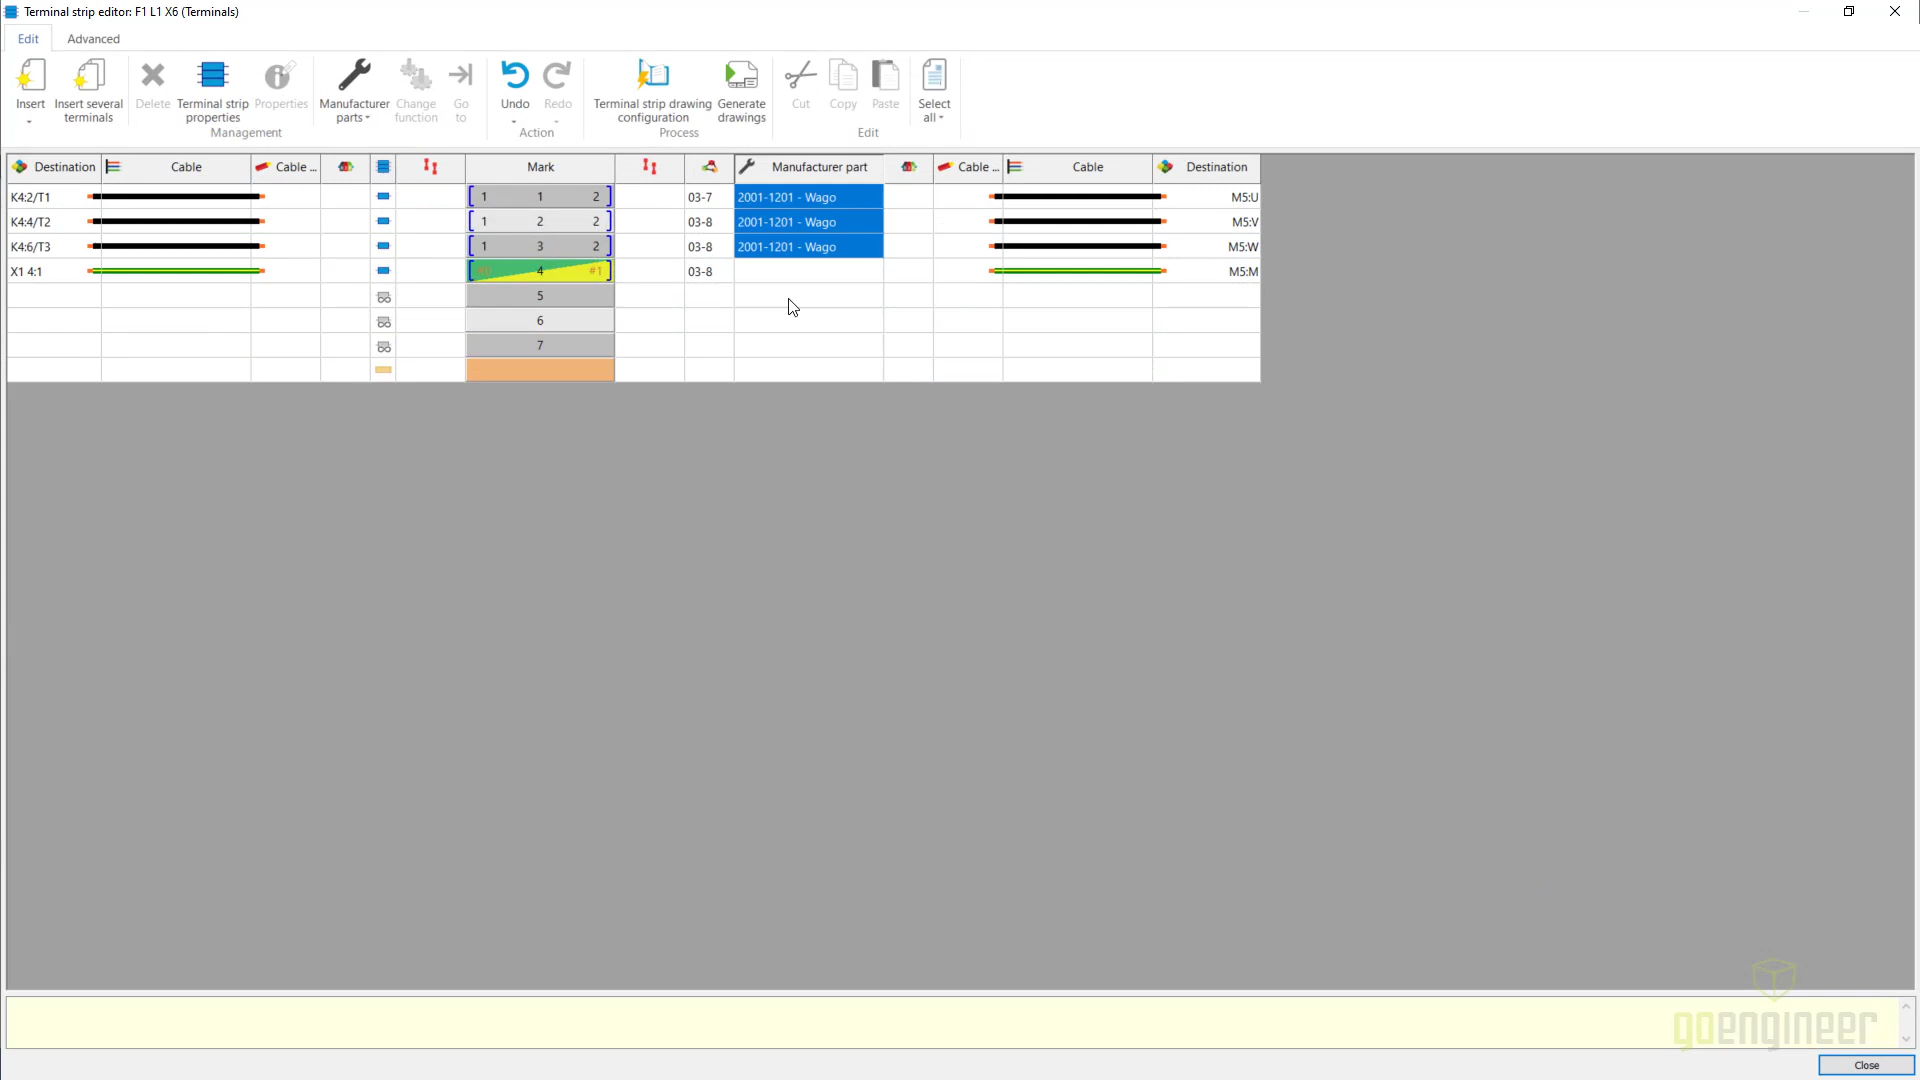 Terminal strip editor: F1 L1 X6 (Terminals)
Edit Advanced
Insert Insert several terminals Delete Terminal strip properties Properties Manufacturer parts Change function Go to Undo Redo Terminal strip drawing configuration Generate drawings Cut Copy Paste Select all
Management Action Process Edit
Destination Cable Cable ... Mark Manufacturer part Cable ... Cable Destination
K4:2/T1 1 1 2 03-7 2001-1201 - Wago M5:U
K4:4/T2 1 2 2 03-8 2001-1201 - Wago M5:V
K4:6/T3 1 3 2 03-8 2001-1201 - Wago M5:W
X1 4:1 4 #1 03-8 M5:M
5
6
7
goengineer
Close